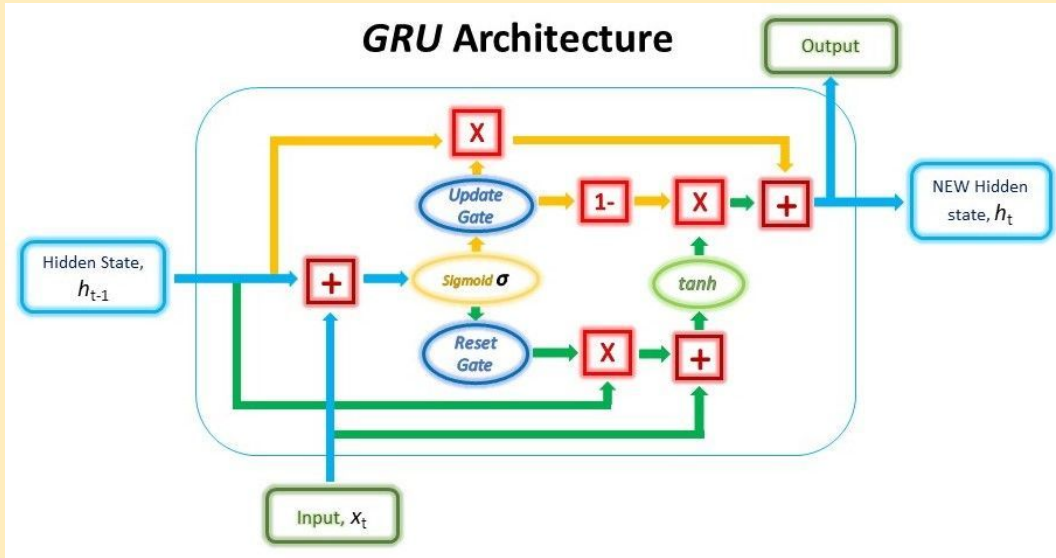 GRU Architecture
Output
X
Update
Gate
1-
X
+
NEW Hidden
state, hₜ
Hidden State,
hₜ₋₁
+
Sigmoid σ
tanh
Reset
Gate
X
+
Input, xₜ